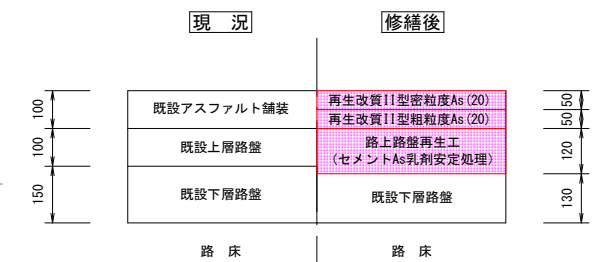 現　況
修繕後
100
既設アスファルト舗装
再生改質II型密粒度As(20)
50
再生改質II型粗粒度As(20)
50
100
既設上層路盤
路上路盤再生工
(セメントAs乳剤安定処理)
120
150
既設下層路盤
既設下層路盤
130
路　床
路　床